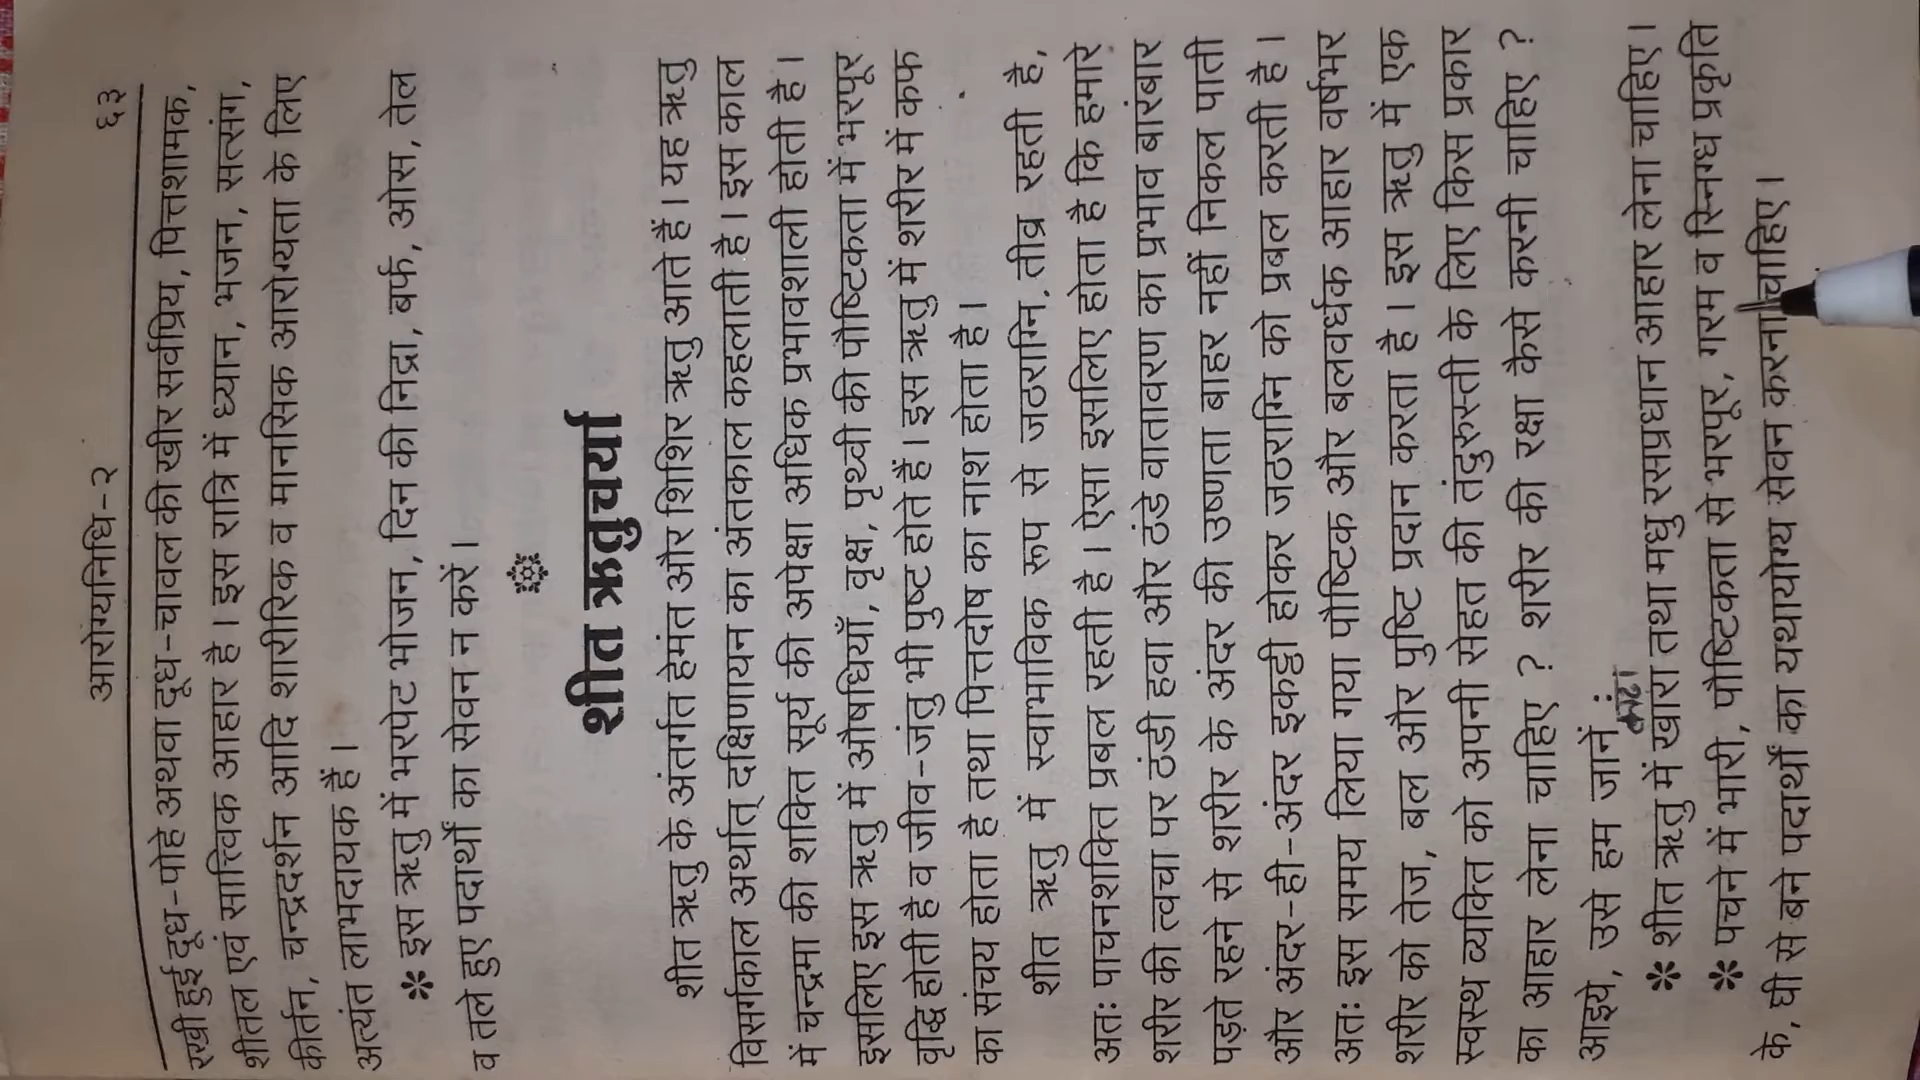 आरोग्यनिधि-२ ६३
रखी हुई दूध-पोहे अथवा दूध-चावल की खीर सर्वप्रिय, पित्तशामक,
शीतल एवं सात्त्विक आहार है । इस रात्रि में ध्यान, भजन, सत्संग,
कीर्तन, चन्द्रदर्शन आदि शारीरिक व मानसिक आरोग्यता के लिए
अत्यंत लाभदायक हैं ।
* इस ऋतु में भरपेट भोजन, दिन की निद्रा, बर्फ, ओस, तेल
व तले हुए पदार्थों का सेवन न करें ।
शीत ऋतुचर्या
शीत ऋतु के अंतर्गत हेमंत और शिशिर ऋतु आते हैं । यह ऋतु
विसर्गकाल अर्थात् दक्षिणायन का अंतकाल कहलाती है । इस काल
में चन्द्रमा की शक्ति सूर्य की अपेक्षा अधिक प्रभावशाली होती है ।
इसलिए इस ऋतु में औषधियाँ, वृक्ष, पृथ्वी की पौष्टिकता में भरपूर
वृद्धि होती है व जीव-जंतु भी पुष्ट होते हैं । इस ऋतु में शरीर में कफ
का संचय होता है तथा पित्तदोष का नाश होता है ।
शीत ऋतु में स्वाभाविक रूप से जठराग्नि तीव्र रहती है,
अतः पाचनशक्ति प्रबल रहती है । ऐसा इसलिए होता है कि हमारे
शरीर की त्वचा पर ठंडी हवा और ठंडे वातावरण का प्रभाव बारंबार
पड़ते रहने से शरीर के अंदर की उष्णता बाहर नहीं निकल पाती
और अंदर-ही-अंदर इकट्ठी होकर जठराग्नि को प्रबल करती है ।
अतः इस समय लिया गया पौष्टिक और बलवर्धक आहार वर्षभर
शरीर को तेज, बल और पुष्टि प्रदान करता है । इस ऋतु में एक
स्वस्थ व्यक्ति को अपनी सेहत की तंदुरुस्ती के लिए किस प्रकार
का आहार लेना चाहिए ? शरीर की रक्षा कैसे करनी चाहिए ?
आइये, उसे हम जानें :
* शीत ऋतु में खारा तथा मधु रसप्रधान आहार लेना चाहिए ।
* पचने में भारी, पौष्टिकता से भरपूर, गरम व स्निग्ध प्रकृति
के, घी से बने पदार्थों का यथायोग्य सेवन करना चाहिए ।